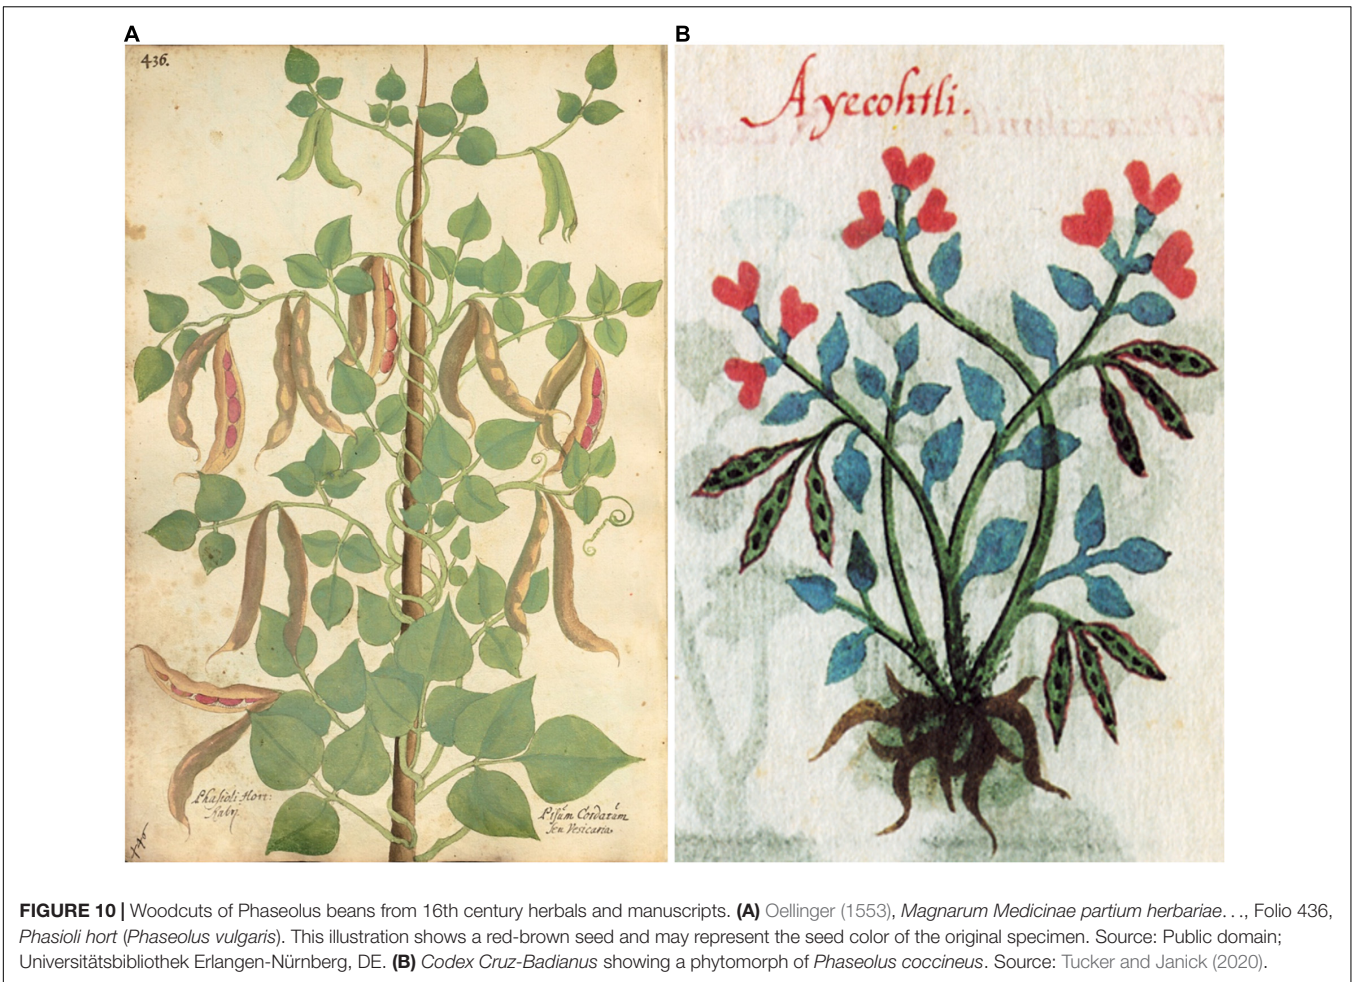 A
B
436.
Ayecohtli.
Phasioli Hort:
Pisum Cordatum
seu Vesicaria
FIGURE 10 | Woodcuts of Phaseolus beans from 16th century herbals and manuscripts. (A) Oellinger (1553), Magnarum Medicinae partium herbariae. . ., Folio 436,
Phasioli hort (Phaseolus vulgaris). This illustration shows a red-brown seed and may represent the seed color of the original specimen. Source: Public domain;
Universitätsbibliothek Erlangen-Nürnberg, DE. (B) Codex Cruz-Badianus showing a phytomorph of Phaseolus coccineus. Source: Tucker and Janick (2020).